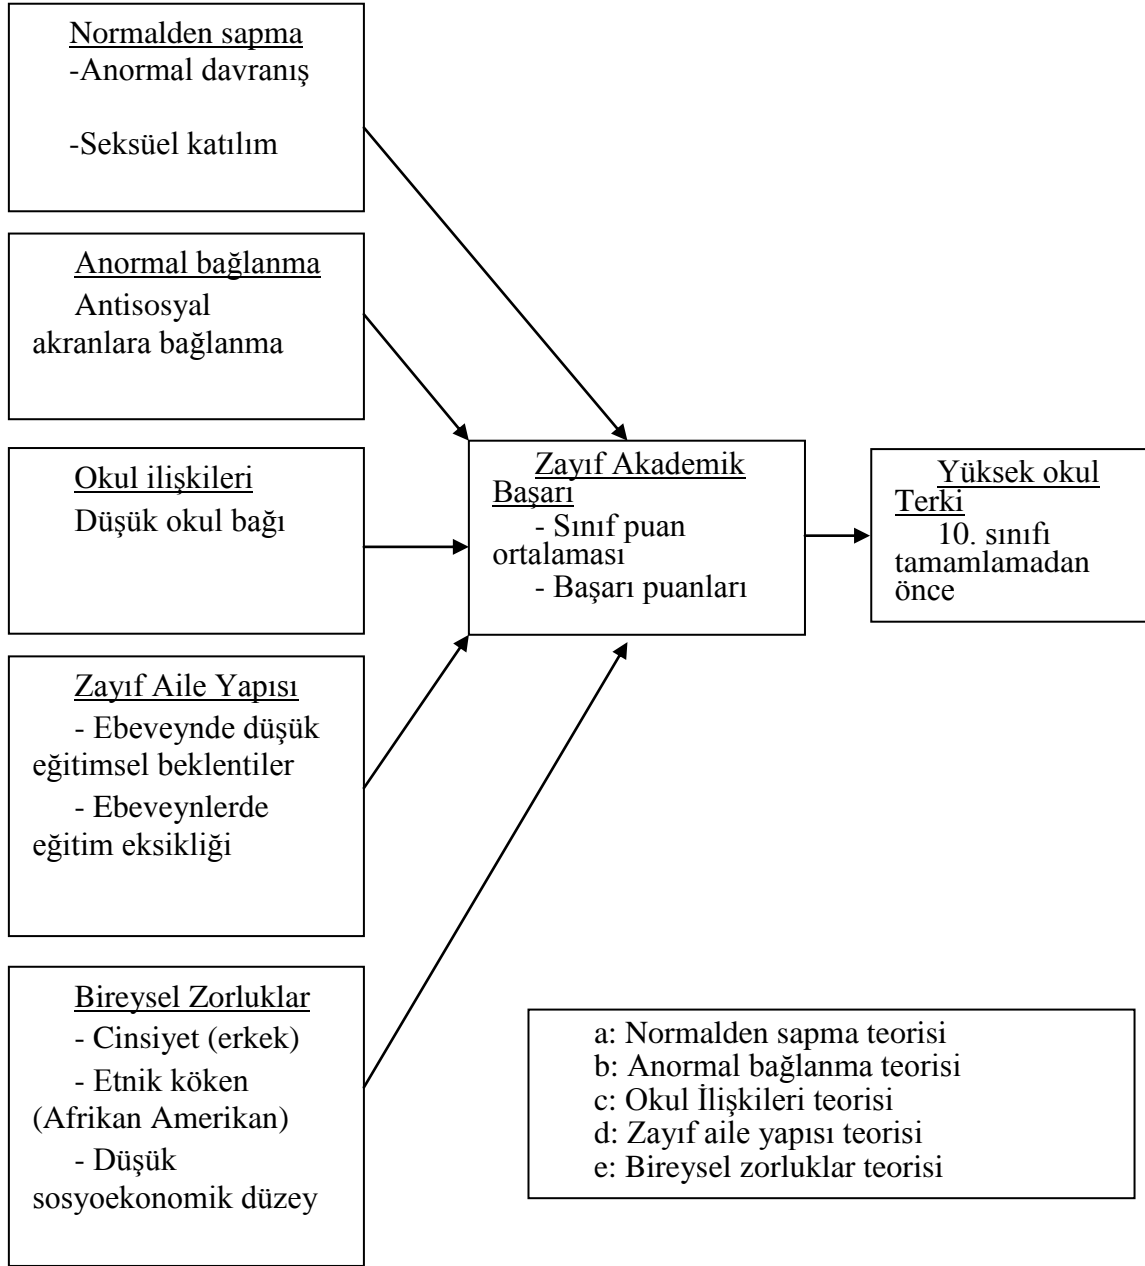 Normalden sapma
-Anormal davranış
-Seksüel katılım
Anormal bağlanma
Antisosyal
akranlara bağlanma
Okul ilişkileri
Düşük okul bağı
Zayıf Aile Yapısı
- Ebeveynde düşük
eğitimsel beklentiler
- Ebeveynlerde
eğitim eksikliği
Bireysel Zorluklar
- Cinsiyet (erkek)
- Etnik köken
(Afrikan Amerikan)
- Düşük
sosyoekonomik düzey
Zayıf Akademik
Başarı
- Sınıf puan
ortalaması
- Başarı puanları
Yüksek okul
Terki
10. sınıfı
tamamlamadan
önce
a: Normalden sapma teorisi
b: Anormal bağlanma teorisi
c: Okul İlişkileri teorisi
d: Zayıf aile yapısı teorisi
e: Bireysel zorluklar teorisi